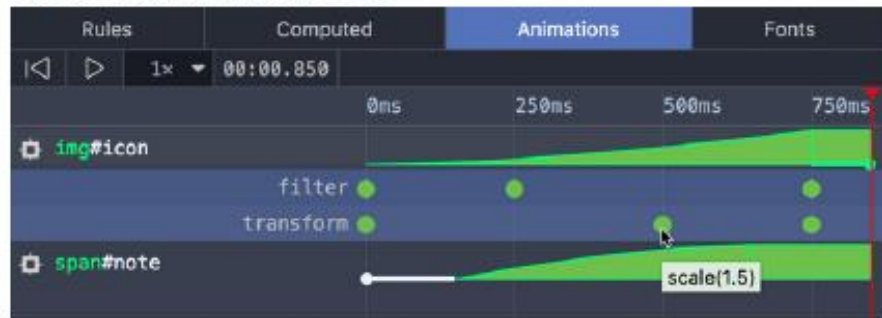 Rules Computed Animations Fonts
1× 00:00.850
0ms 250ms 500ms 750ms
img#icon
filter
transform
span#note
scale(1.5)